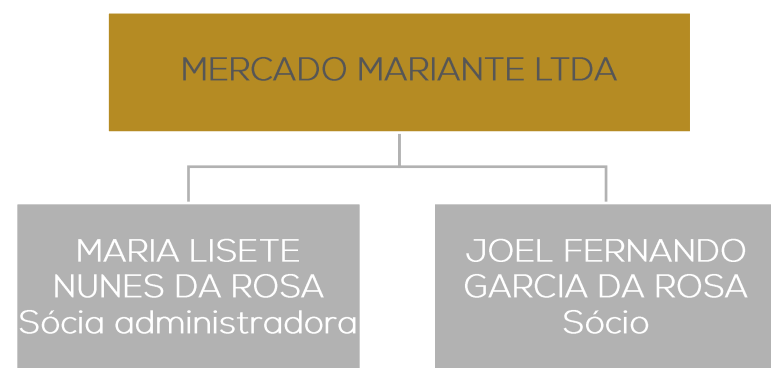 MERCADO MARIANTE LTDA
MARIA LISETE
NUNES DA ROSA
Sócia administradora
JOEL FERNANDO
GARCIA DA ROSA
Sócio